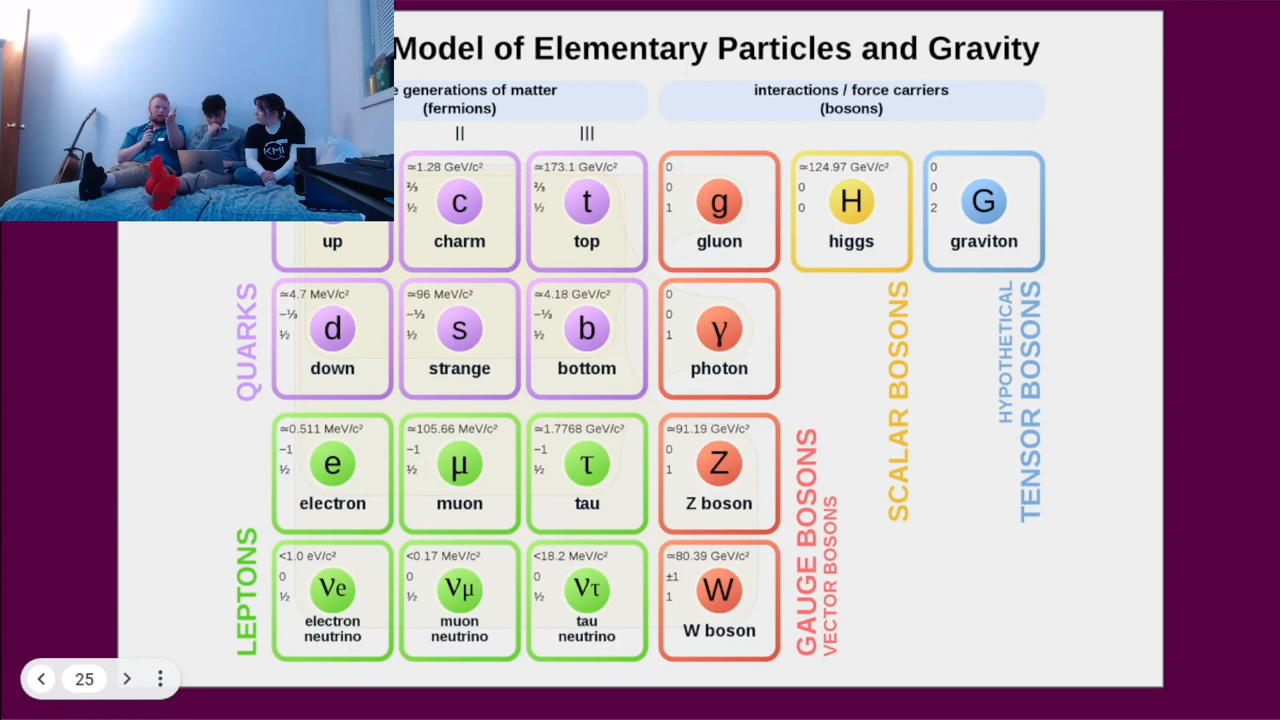 Model of Elementary Particles and Gravity
generations of matter
(fermions)
interactions / force carriers
(bosons)
II
III
≃1.28 GeV/c²
⅔
½
c
charm
≃173.1 GeV/c²
⅔
½
t
top
0
0
1
g
gluon
≃124.97 GeV/c²
0
0
H
higgs
0
0
2
G
graviton
up
KMI
QUARKS
≃4.7 MeV/c²
−⅓
½
d
down
≃96 MeV/c²
−⅓
½
s
strange
≃4.18 GeV/c²
−⅓
½
b
bottom
0
0
1
γ
photon
LEPTONS
≃0.511 MeV/c²
−1
½
e
electron
≃105.66 MeV/c²
−1
½
μ
muon
≃1.7768 GeV/c²
−1
½
τ
tau
≃91.19 GeV/c²
0
1
Z
Z boson
<1.0 eV/c²
0
½
νe
electron
neutrino
<0.17 MeV/c²
0
½
νμ
muon
neutrino
<18.2 MeV/c²
0
½
ντ
tau
neutrino
≃80.39 GeV/c²
±1
1
W
W boson
GAUGE BOSONS
VECTOR BOSONS
SCALAR BOSONS
HYPOTHETICAL
TENSOR BOSONS
25